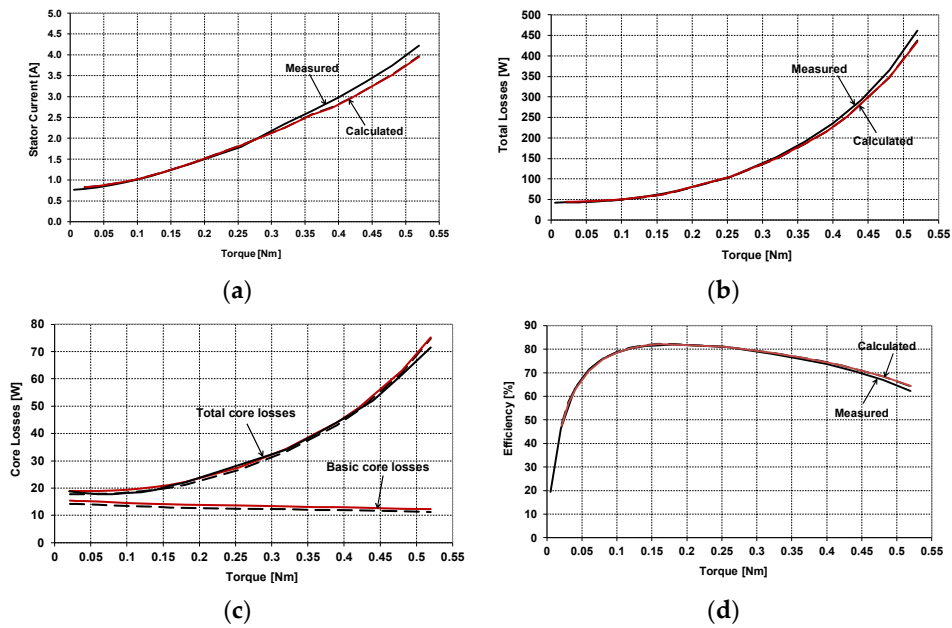 5.0
4.5
4.0
3.5
3.0
2.5
2.0
1.5
1.0
0.5
0.0
Stator Current [A]
Measured
Calculated
0 0.05 0.1 0.15 0.2 0.25 0.3 0.35 0.4 0.45 0.5 0.55
Torque [Nm]
(a)
500
450
400
350
300
250
200
150
100
50
0
Total Losses [W]
Measured
Calculated
0 0.05 0.1 0.15 0.2 0.25 0.3 0.35 0.4 0.45 0.5 0.55
Torque [Nm]
(b)
80
70
60
50
40
30
20
10
0
Core Losses [W]
Total core losses
Basic core losses
0 0.05 0.1 0.15 0.2 0.25 0.3 0.35 0.4 0.45 0.5 0.55
Torque [Nm]
(c)
90
80
70
60
50
40
30
20
10
0
Efficiency [%]
Calculated
Measured
0 0.05 0.1 0.15 0.2 0.25 0.3 0.35 0.4 0.45 0.5 0.55
Torque [Nm]
(d)